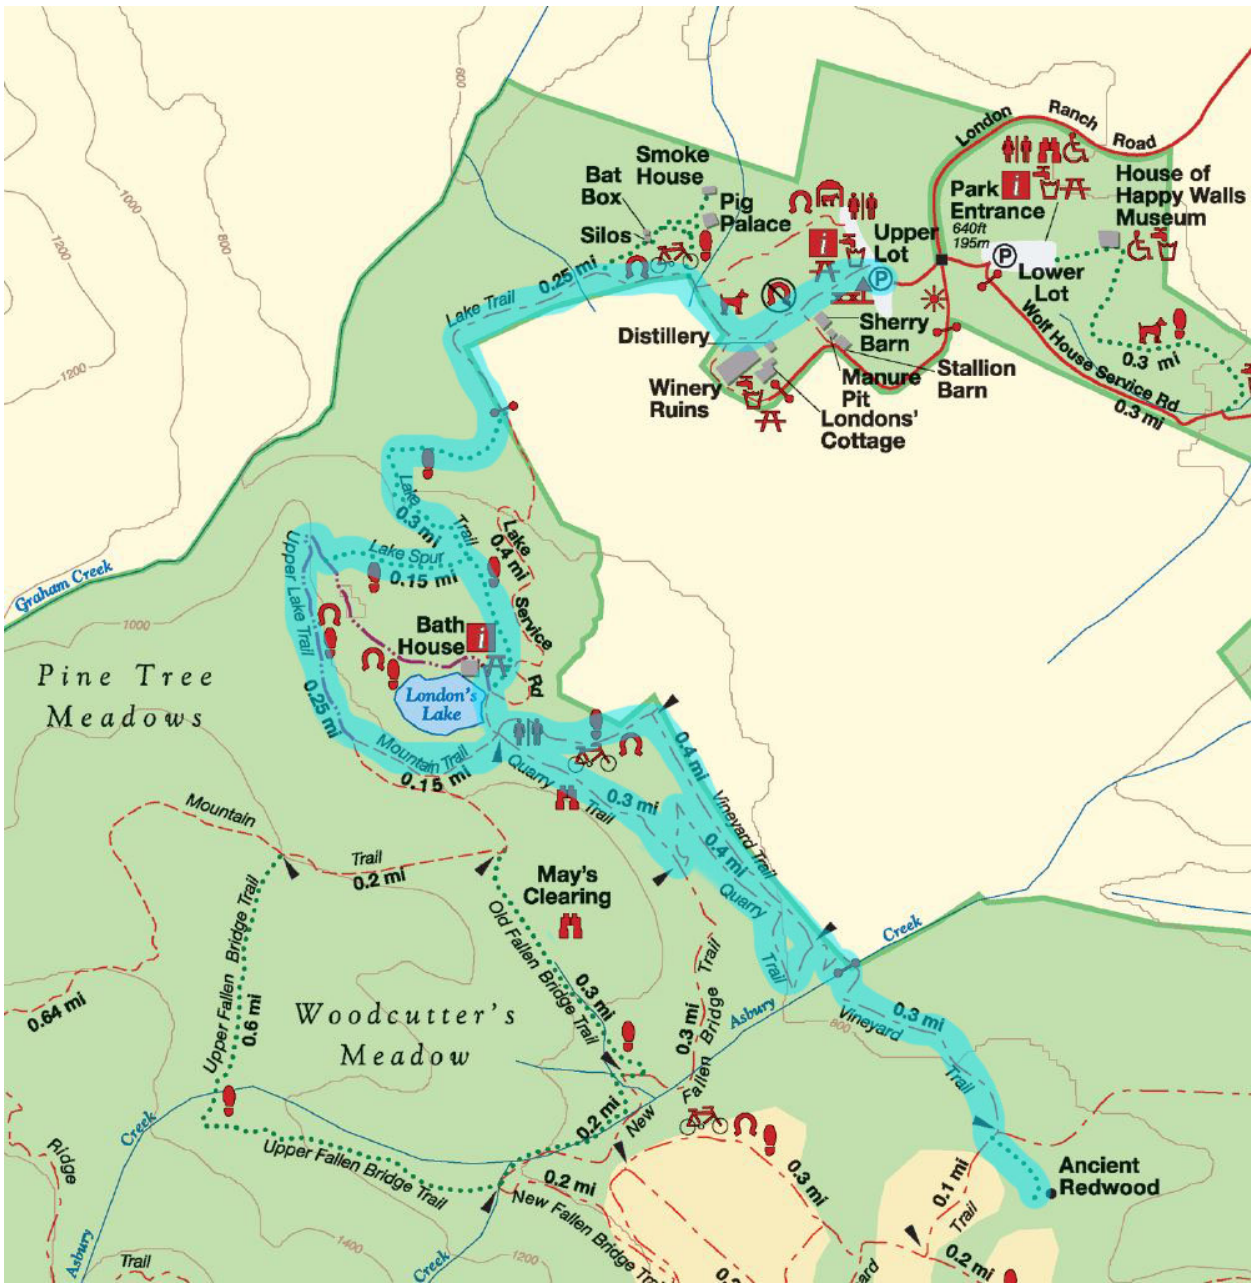 600
1000
1200
800
1200
London
Ranch
Road
Smoke
House
Bat
Box
Pig
Palace
Silos
Park
Entrance
640ft
195m
i
House of
Happy Walls
Museum
Upper
Lot
i
P
P
Lower
Lot
0.25 mi
Lake Trail
Distillery
Sherry
Barn
Wolf House Service Rd
0.3 mi
0.3 mi
Winery
Ruins
Manure
Pit
Stallion
Barn
Londons'
Cottage
Lake
Trail
0.3 mi
Lake
Service
Rd
0.4 mi
Lake Spur
0.15 mi
Upper Lake Trail
0.25 mi
Graham Creek
1000
Bath
House
i
Pine Tree
Meadows
London's
Lake
Mountain Trail
0.15 mi
Quarry
Trail
0.3 mi
0.4 mi
Vineyard Trail
0.4 mi
Quarry
Trail
Mountain
Trail
0.2 mi
May's
Clearing
Upper Fallen Bridge Trail
0.6 mi
Old Fallen Bridge Trail
0.3 mi
0.64 mi
Woodcutter's
Meadow
New Fallen Bridge Trail
0.3 mi
Asbury
Creek
800
Vineyard
Trail
0.3 mi
Creek
0.2 mi
Upper Fallen Bridge Trail
Ridge
Trail
0.2 mi
New Fallen Bridge Tra
0.3 mi
0.1 mi
Trail
Ancient
Redwood
Asbury
1400
1200
Creek
0.2 mi